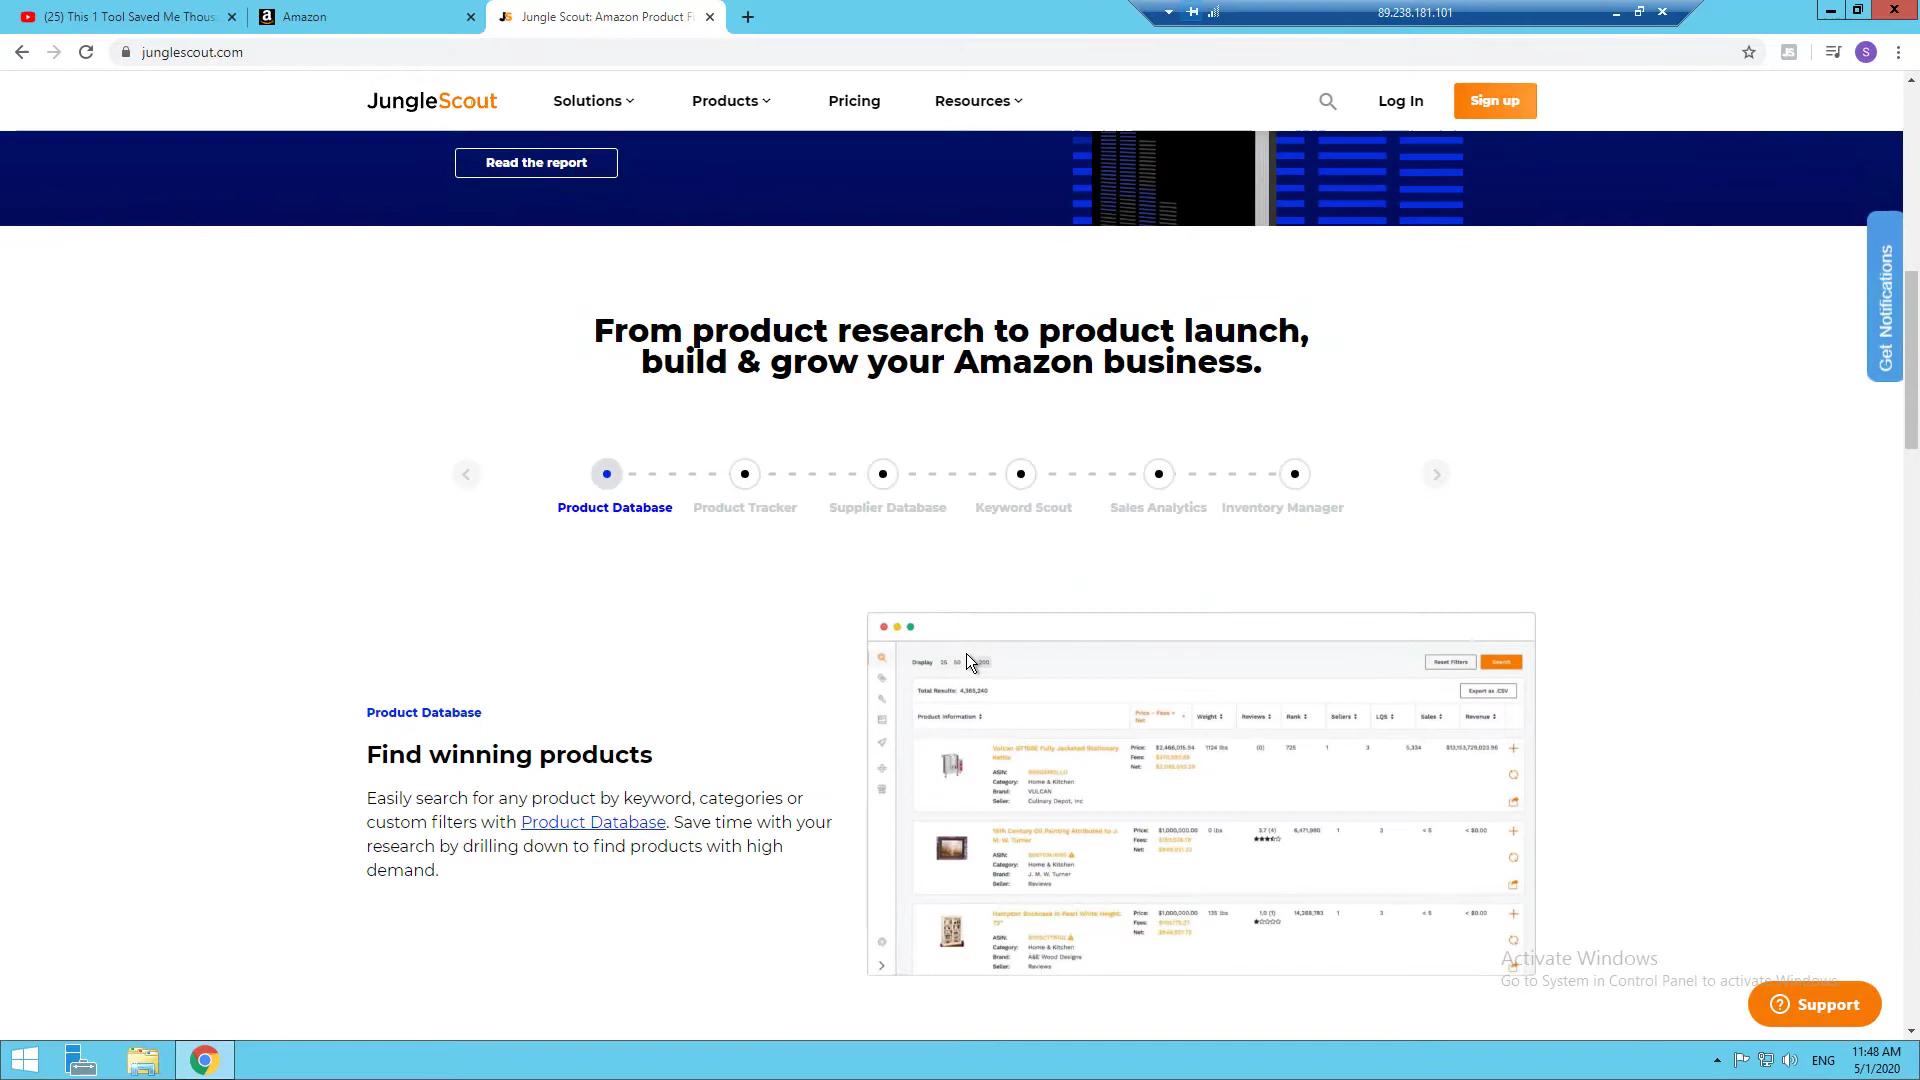 (25) This 1 Tool Saved Me Thous
Amazon
Jungle Scout: Amazon Product F
89.238.181.101
junglescout.com
S
JungleScout
Solutions
Products
Pricing
Resources
Log In
Sign up
Read the report
Get Notifications
From product research to product launch,
build & grow your Amazon business.
Product Database
Product Tracker
Supplier Database
Keyword Scout
Sales Analytics
Inventory Manager
Product Database
Find winning products
Easily search for any product by keyword, categories or
custom filters with Product Database. Save time with your
research by drilling down to find products with high
demand.
Display 25 50 200
Reset Filters
Search
Total Results: 4,365,240
Export as .CSV
Product Information
Price - Fees =
Net
Weight
Reviews
Rank
Sellers
LQS
Sales
Revenue
Vulcan GT150E Fully Jacketed Stationary
Kettle
ASIN:
Category: Home & Kitchen
Brand: VULCAN
Seller: Culinary Depot, Inc
Price: $2,466,015.94
Fees:
Net:
1124 lbs
(0)
725
1
3
5,334
$13,153,729,023.96
19th Century Oil Painting Attributed to J.
M. W. Turner
ASIN:
Category: Home & Kitchen
Brand: J. M. W. Turner
Seller: Reviews
Price: $1,000,000.00
Fees:
Net:
0 lbs
3.7 (4)
6,471,980
1
3
< 5
< $0.00
Hampton Bookcase in Pearl White Height:
72"
ASIN:
Category: Home & Kitchen
Brand: A&E Wood Designs
Seller: Reviews
Price: $1,000,000.00
Fees:
Net:
135 lbs
1.0 (1)
14,288,783
1
3
< 5
< $0.00
Activate Windows
Go to System in Control Panel to activate Windows.
Support
ENG
11:48 AM
5/1/2020